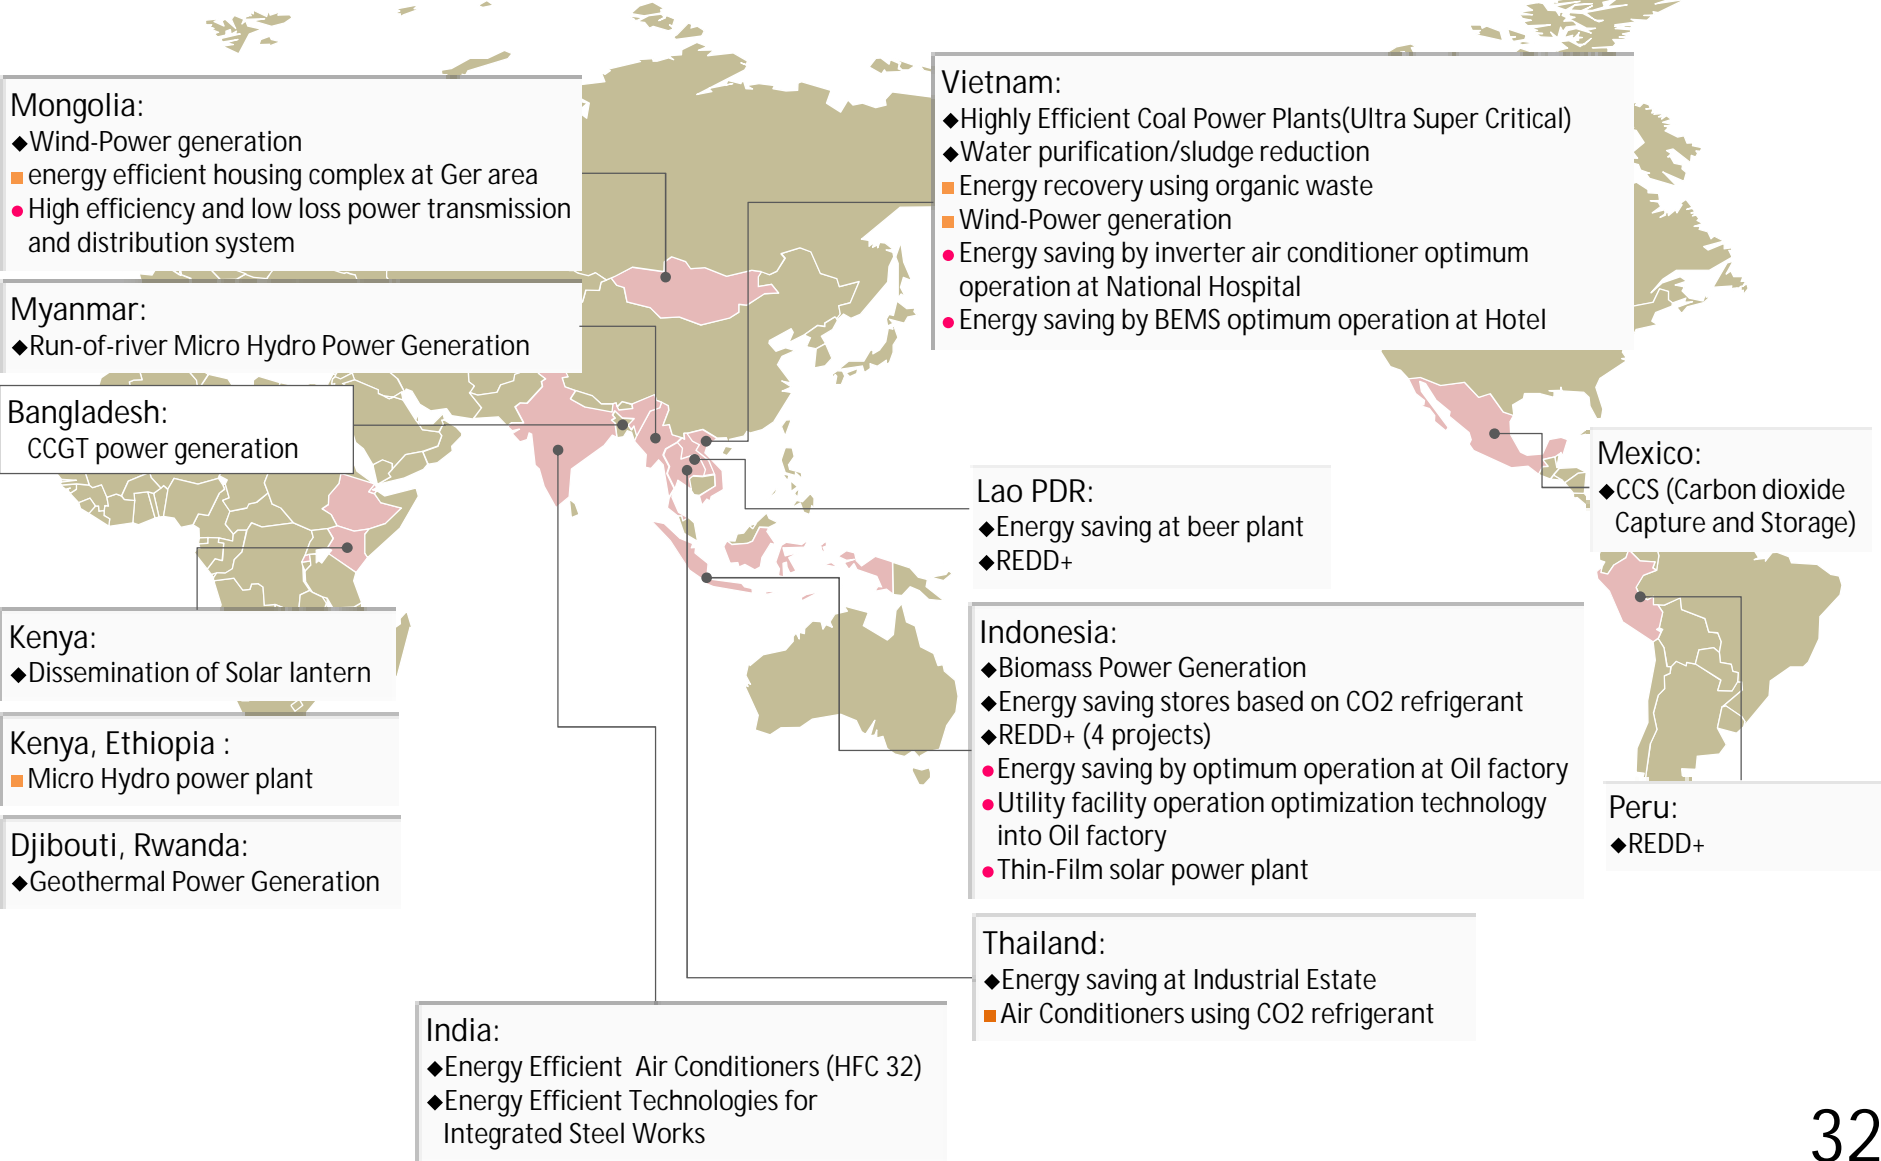 Mongolia:
◆Wind-Power generation
■energy efficient housing complex at Ger area
●High efficiency and low loss power transmission
and distribution system
Myanmar:
◆Run-of-river Micro Hydro Power Generation
Bangladesh:
CCGT power generation
Kenya:
◆Dissemination of Solar lantern
Kenya, Ethiopia :
■Micro Hydro power plant
Djibouti, Rwanda:
◆Geothermal Power Generation
India:
◆Energy Efficient  Air Conditioners (HFC 32)
◆Energy Efficient Technologies for
Integrated Steel Works
Vietnam:
◆Highly Efficient Coal Power Plants(Ultra Super Critical)
◆Water purification/sludge reduction
■Energy recovery using organic waste
■Wind-Power generation
●Energy saving by inverter air conditioner optimum
operation at National Hospital
●Energy saving by BEMS optimum operation at Hotel
Lao PDR:
◆Energy saving at beer plant
◆REDD+
Indonesia:
◆Biomass Power Generation
◆Energy saving stores based on CO2 refrigerant
◆REDD+ (4 projects)
●Energy saving by optimum operation at Oil factory
●Utility facility operation optimization technology
into Oil factory
●Thin-Film solar power plant
Thailand:
◆Energy saving at Industrial Estate
■Air Conditioners using CO2 refrigerant
Mexico:
◆CCS (Carbon dioxide
Capture and Storage)
Peru:
◆REDD+
32